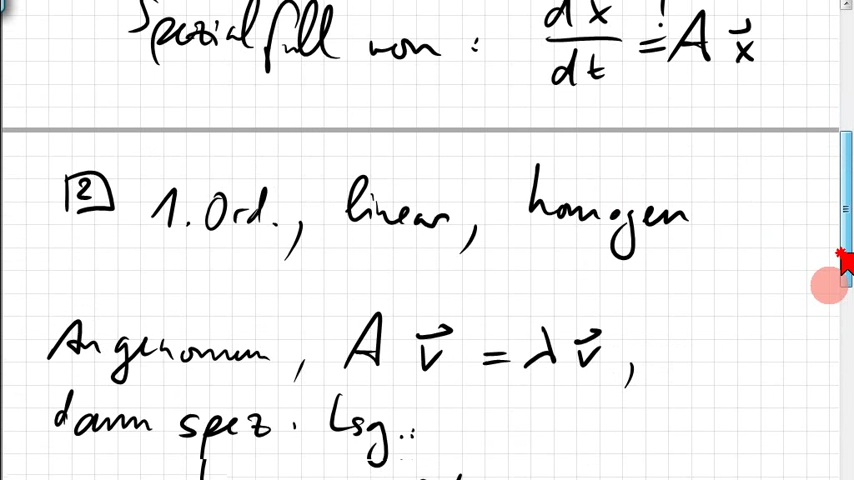 Spezialfall von : dx/dt =! A x⃗
2 1. Ord., linear, homogen
Angenommen, A v⃗ = λ v⃗,
dann spez. Lsg.: